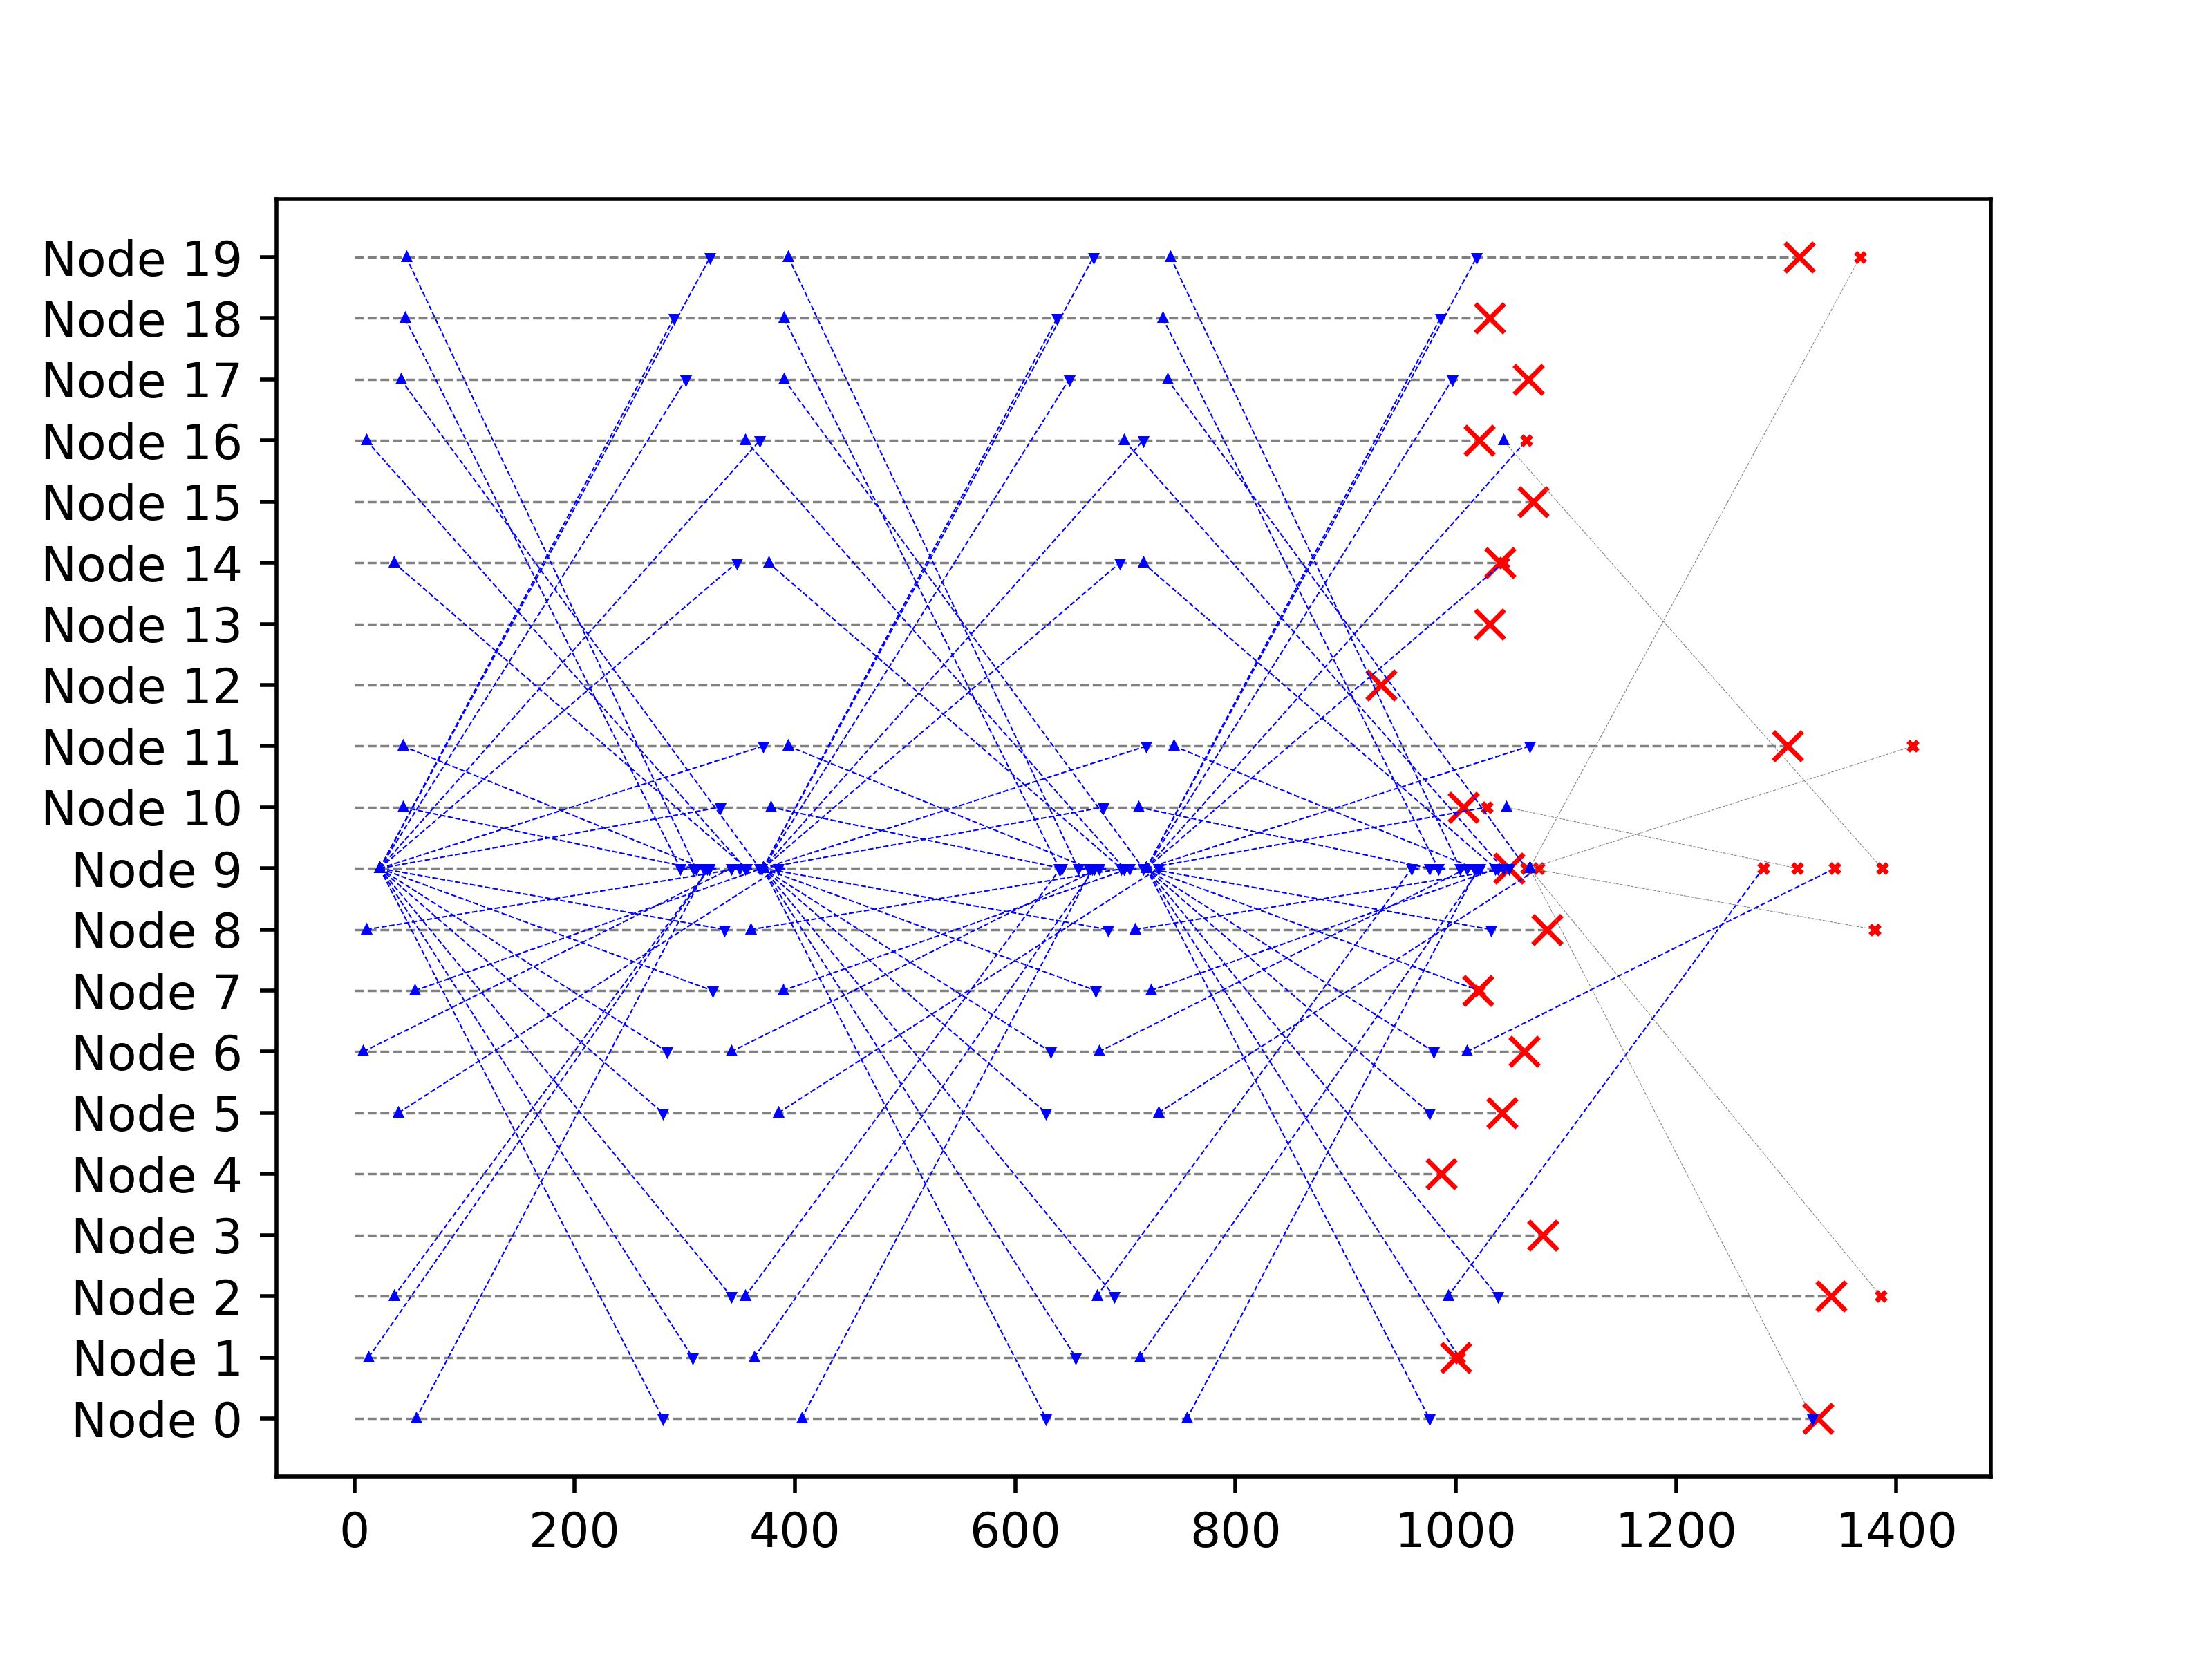 Node 19
Node 18
Node 17
Node 16
Node 15
Node 14
Node 13
Node 12
Node 11
Node 10
Node 9
Node 8
Node 7
Node 6
Node 5
Node 4
Node 3
Node 2
Node 1
Node 0
0 200 400 600 800 1000 1200 1400